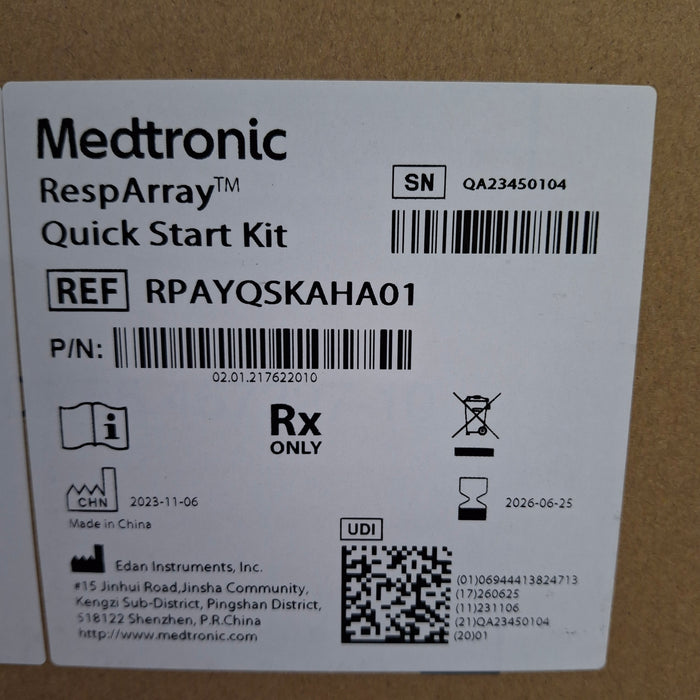 Medtronic
RespArray™
Quick Start Kit
SN QA23450104
REF RPAYQSKAHA01
P/N:
02.01.217622010
i
Rx
ONLY
CHN 2023-11-06
2026-06-25
Made in China
UDI
Edan Instruments, Inc.
#15 Jinhui Road,Jinsha Community,
Kengzi Sub-District, Pingshan District,
518122 Shenzhen, P.R.China
http://www.medtronic.com
(01)06944413824713
(17)260625
(11)231106
(21)QA23450104
(20)01